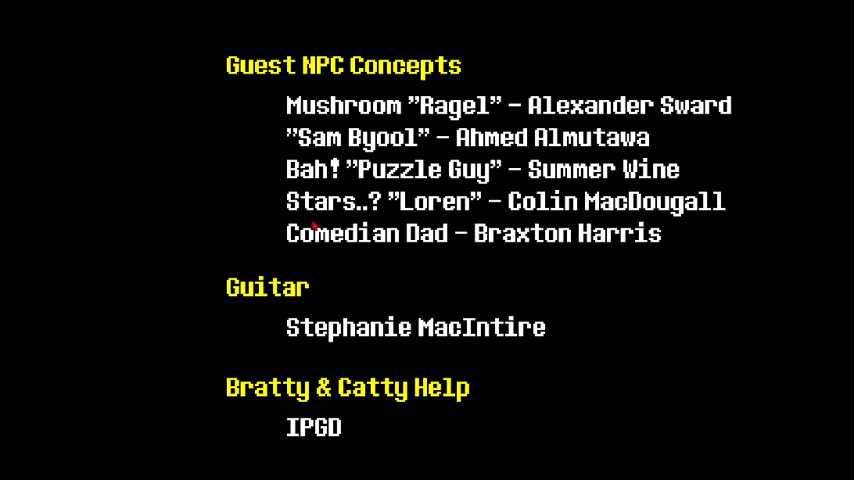 Guest NPC Concepts
Mushroom "Ragel" - Alexander Sward
"Sam Byool" - Ahmed Almutawa
Bah! "Puzzle Guy" - Summer Wine
Stars..? "Loren" - Colin MacDougall
Comedian Dad - Braxton Harris
Guitar
Stephanie MacIntire
Bratty & Catty Help
IPGD